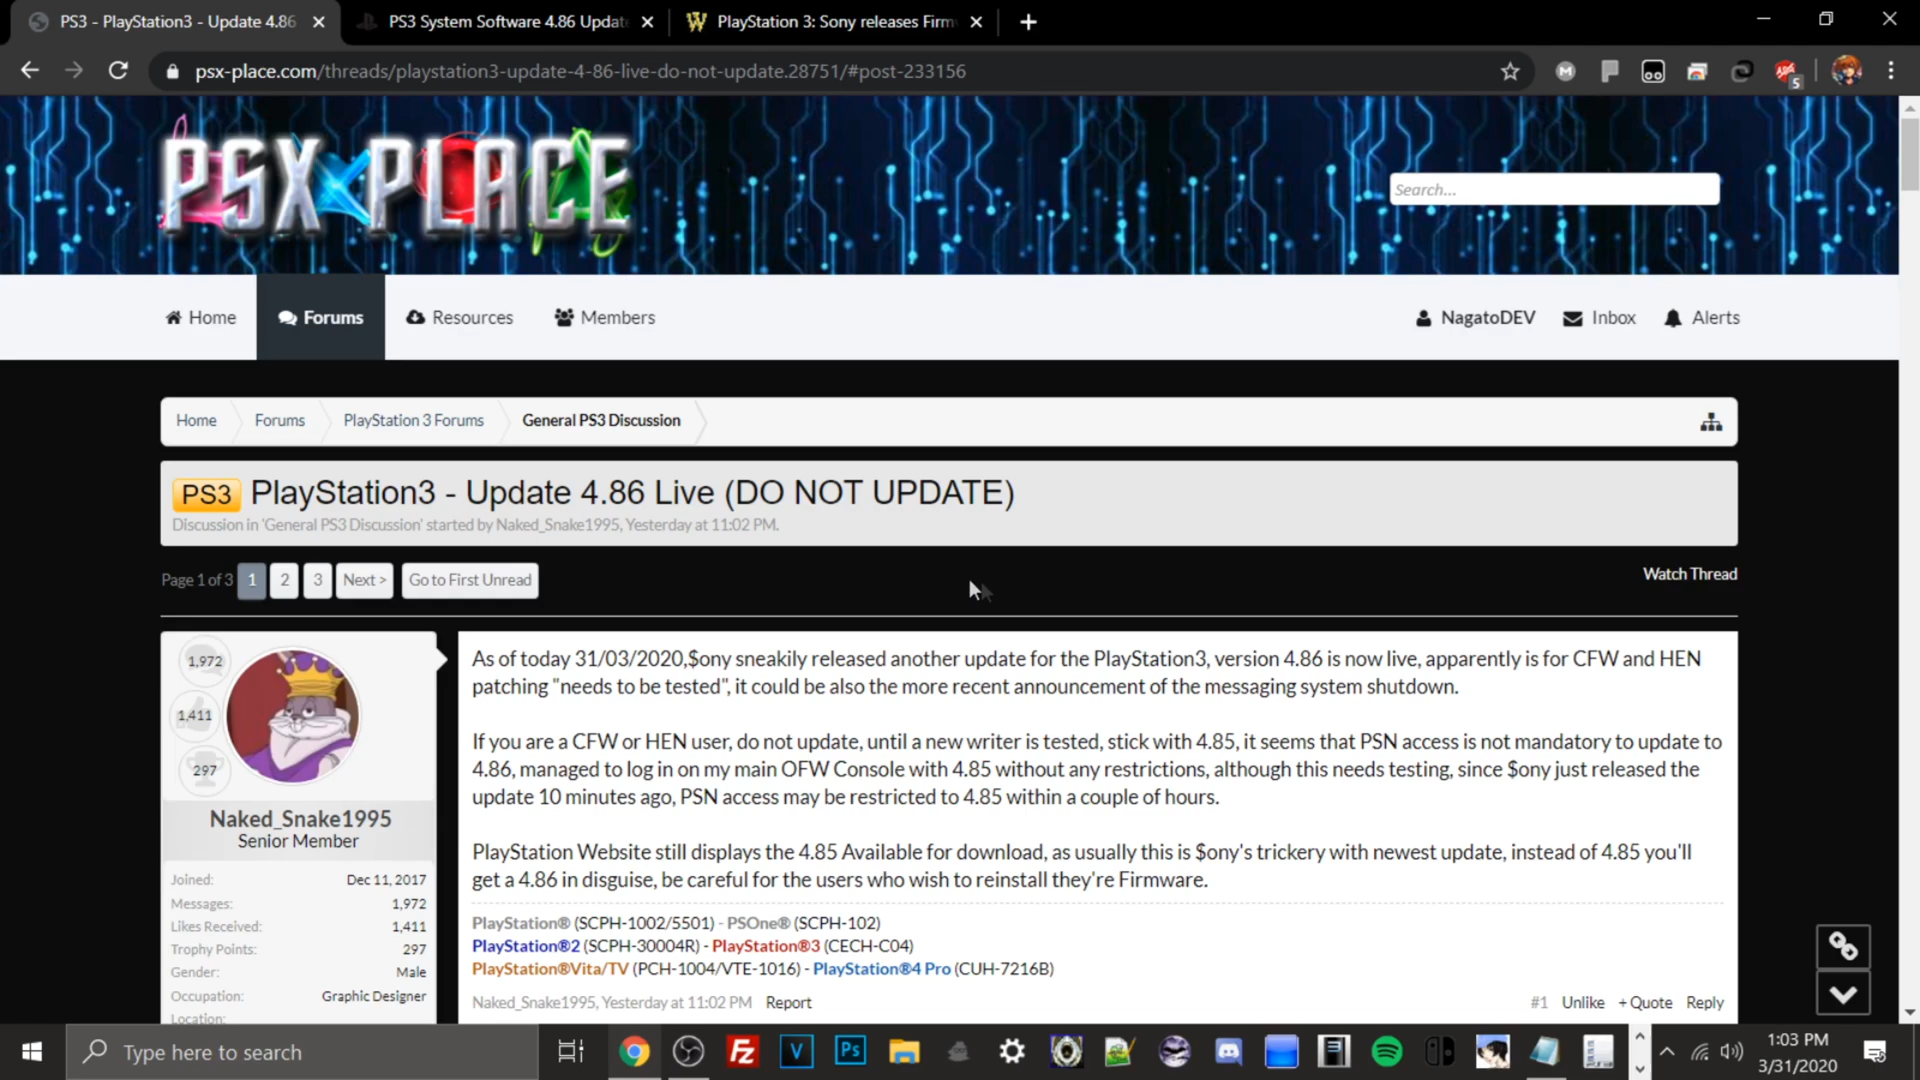 PS3 - PlayStation3 - Update 4.86
PS3 System Software 4.86 Updat
PlayStation 3: Sony releases Firm
psx-place.com/threads/playstation3-update-4-86-live-do-not-update.28751/#post-233156
M
ABP
5
PSX PLACE
Search...
Home
Forums
Resources
Members
NagatoDEV
Inbox
Alerts
Home
Forums
PlayStation 3 Forums
General PS3 Discussion
PS3 PlayStation3 - Update 4.86 Live (DO NOT UPDATE)
Discussion in 'General PS3 Discussion' started by Naked_Snake1995, Yesterday at 11:02 PM.
Page 1 of 3 1 2 3 Next > Go to First Unread
Watch Thread
1,972
1,411
297
Naked_Snake1995
Senior Member
Joined: Dec 11, 2017
Messages: 1,972
Likes Received: 1,411
Trophy Points: 297
Gender: Male
Occupation: Graphic Designer
Location:
As of today 31/03/2020,$ony sneakily released another update for the PlayStation3, version 4.86 is now live, apparently is for CFW and HEN
patching "needs to be tested", it could be also the more recent announcement of the messaging system shutdown.
If you are a CFW or HEN user, do not update, until a new writer is tested, stick with 4.85, it seems that PSN access is not mandatory to update to
4.86, managed to log in on my main OFW Console with 4.85 without any restrictions, although this needs testing, since $ony just released the
update 10 minutes ago, PSN access may be restricted to 4.85 within a couple of hours.
PlayStation Website still displays the 4.85 Available for download, as usually this is $ony's trickery with newest update, instead of 4.85 you'll
get a 4.86 in disguise, be careful for the users who wish to reinstall they're Firmware.
PlayStation® (SCPH-1002/5501) - PSOne® (SCPH-102)
PlayStation®2 (SCPH-30004R) - PlayStation®3 (CECH-C04)
PlayStation®Vita/TV (PCH-1004/VTE-1016) - PlayStation®4 Pro (CUH-7216B)
Naked_Snake1995, Yesterday at 11:02 PM Report
#1 Unlike + Quote Reply
Type here to search
Fz
V
Ps
1:03 PM
3/31/2020